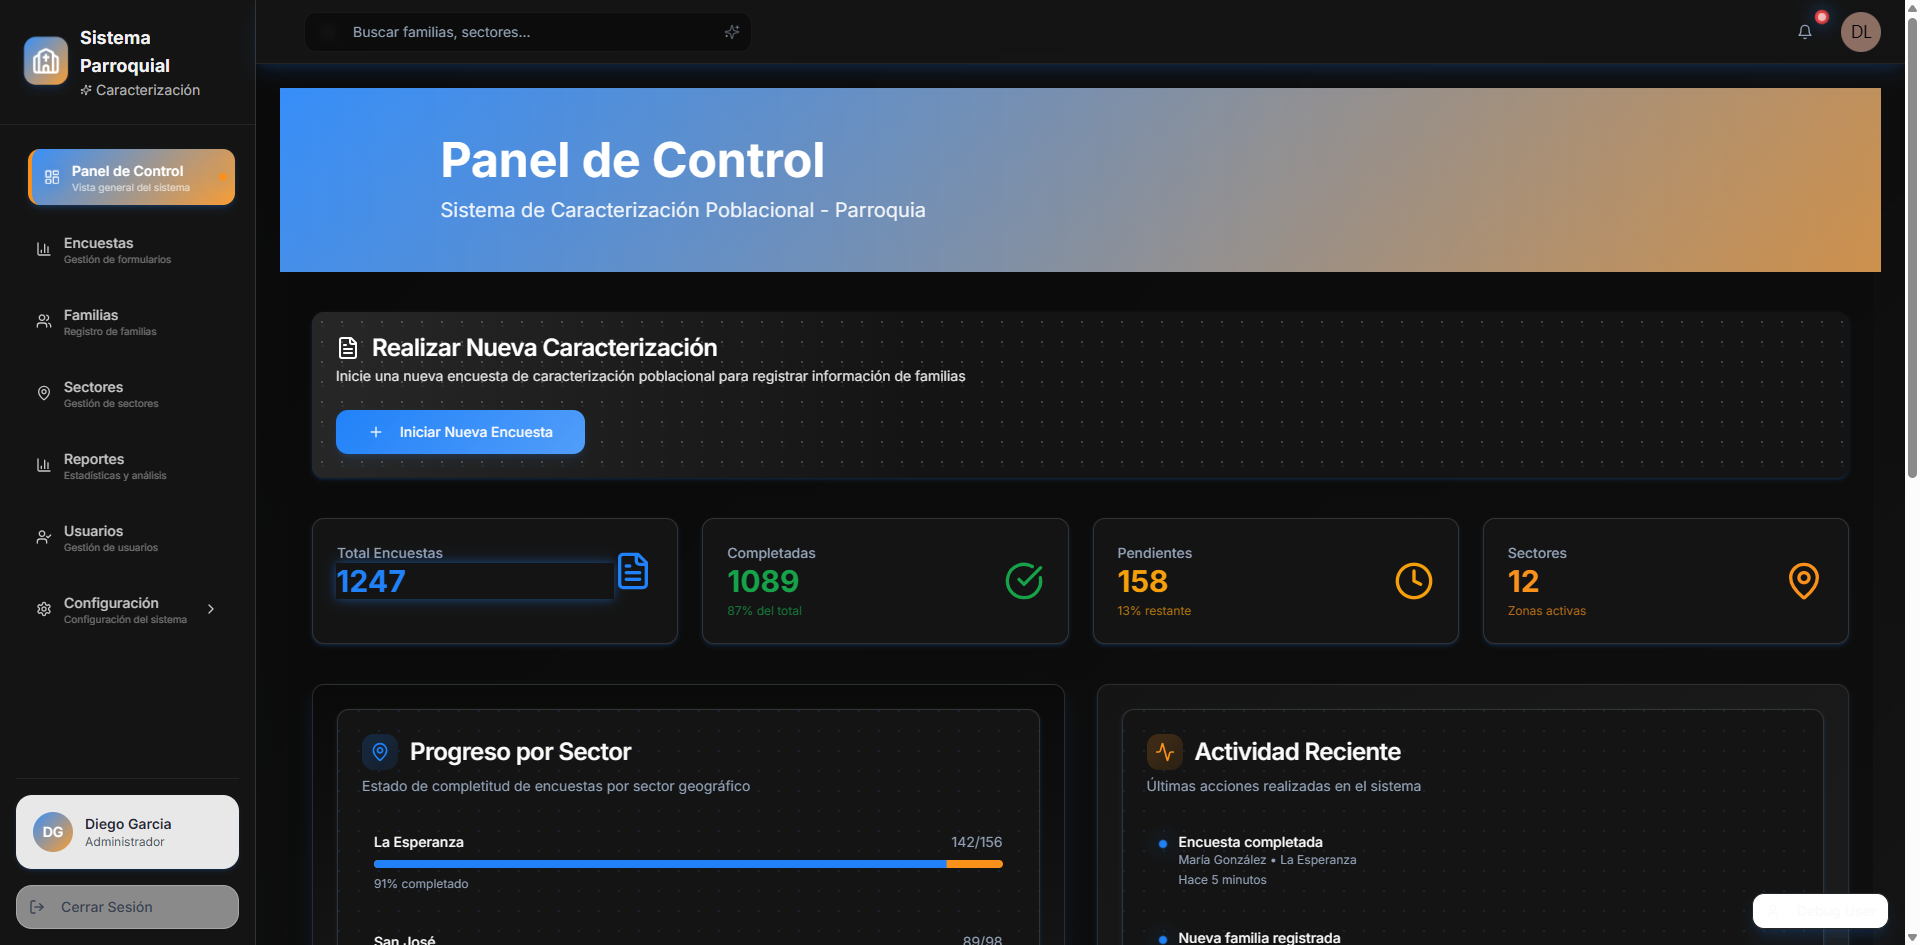 Sistema
Parroquial
Caracterización
Panel de Control
Vista general del sistema
Encuestas
Gestión de formularios
Familias
Registro de familias
Sectores
Gestión de sectores
Reportes
Estadísticas y análisis
Usuarios
Gestión de usuarios
Configuración
Configuración del sistema
DG
Diego Garcia
Administrador
Cerrar Sesión
Buscar familias, sectores...
DL
Panel de Control
Sistema de Caracterización Poblacional - Parroquia
Realizar Nueva Caracterización
Inicie una nueva encuesta de caracterización poblacional para registrar información de familias
Iniciar Nueva Encuesta
Total Encuestas
1247
Completadas
1089
87% del total
Pendientes
158
13% restante
Sectores
12
Zonas activas
Progreso por Sector
Estado de completitud de encuestas por sector geográfico
La Esperanza 142/156
91% completado
San José 89/98
Actividad Reciente
Últimas acciones realizadas en el sistema
Encuesta completada
María González • La Esperanza
Hace 5 minutos
Nueva familia registrada